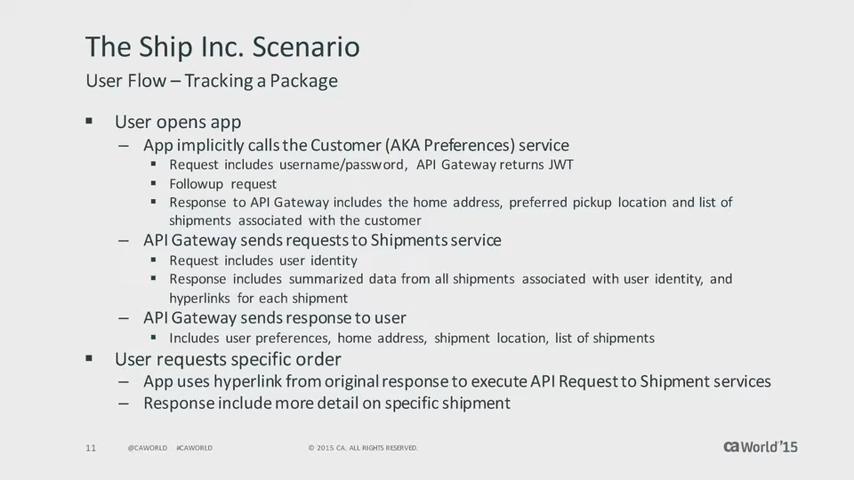 The Ship Inc. Scenario
User Flow – Tracking a Package
▪ User opens app
– App implicitly calls the Customer (AKA Preferences) service
▪ Request includes username/password, API Gateway returns JWT
▪ Followup request
▪ Response to API Gateway includes the home address, preferred pickup location and list of
shipments associated with the customer
– API Gateway sends requests to Shipments service
▪ Request includes user identity
▪ Response includes summarized data from all shipments associated with user identity, and
hyperlinks for each shipment
– API Gateway sends response to user
▪ Includes user preferences, home address, shipment location, list of shipments
▪ User requests specific order
– App uses hyperlink from original response to execute API Request to Shipment services
– Response include more detail on specific shipment
11 @CAWORLD #CAWORLD © 2015 CA. ALL RIGHTS RESERVED. ca World '15